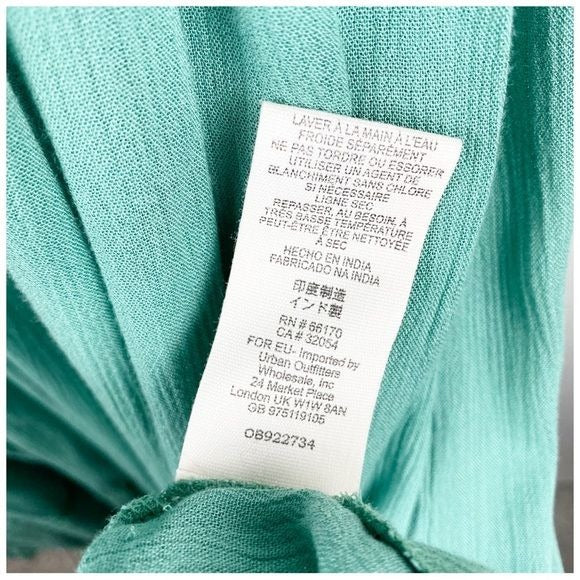 LAVER À LA MAIN À L'EAU
FROIDE SÉPARÉMENT
NE PAS TORDRE OU ESSORER
UTILISER UN AGENT DE
BLANCHIMENT SANS CHLORE
SI NÉCESSAIRE
LIGNE SEC
REPASSER, AU BESOIN, À
TRÈS BASSE TEMPÉRATURE
PEUT-ÊTRE ÊTRE NETTOYÉE
À SEC
HECHO EN INDIA
FABRICADO NA INDIA
印度制造
インド製
RN # 66170
CA # 32054
FOR EU- Imported by
Urban Outfitters
Wholesale, Inc
24 Market Place
London UK W1W 8AN
GB 975119105
OB922734